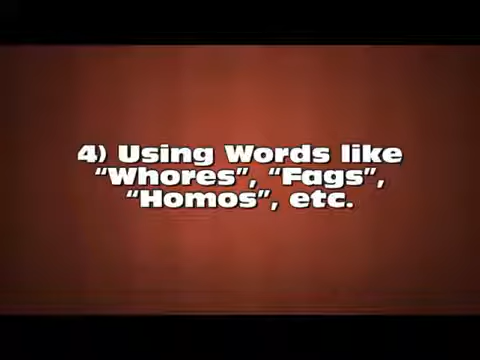 4) Using Words like
“Whores”, “Fags”,
“Homos”, etc.